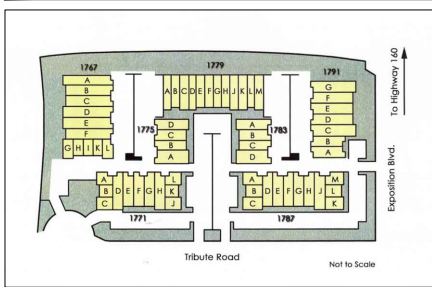 1767
1779
1791
To Highway 160
A
B
C
D
E
F
G H I K L
A B C D E F G H J K L M
G
F
E
D
C
B
A
1775
D
C
B
A
1783
A
B
C
D
Exposition Blvd.
A
B
C
D E F G H
L
K
J
A
B
C
D E F G H J
M
L
K
1771
1787
Tribute Road
Not to Scale